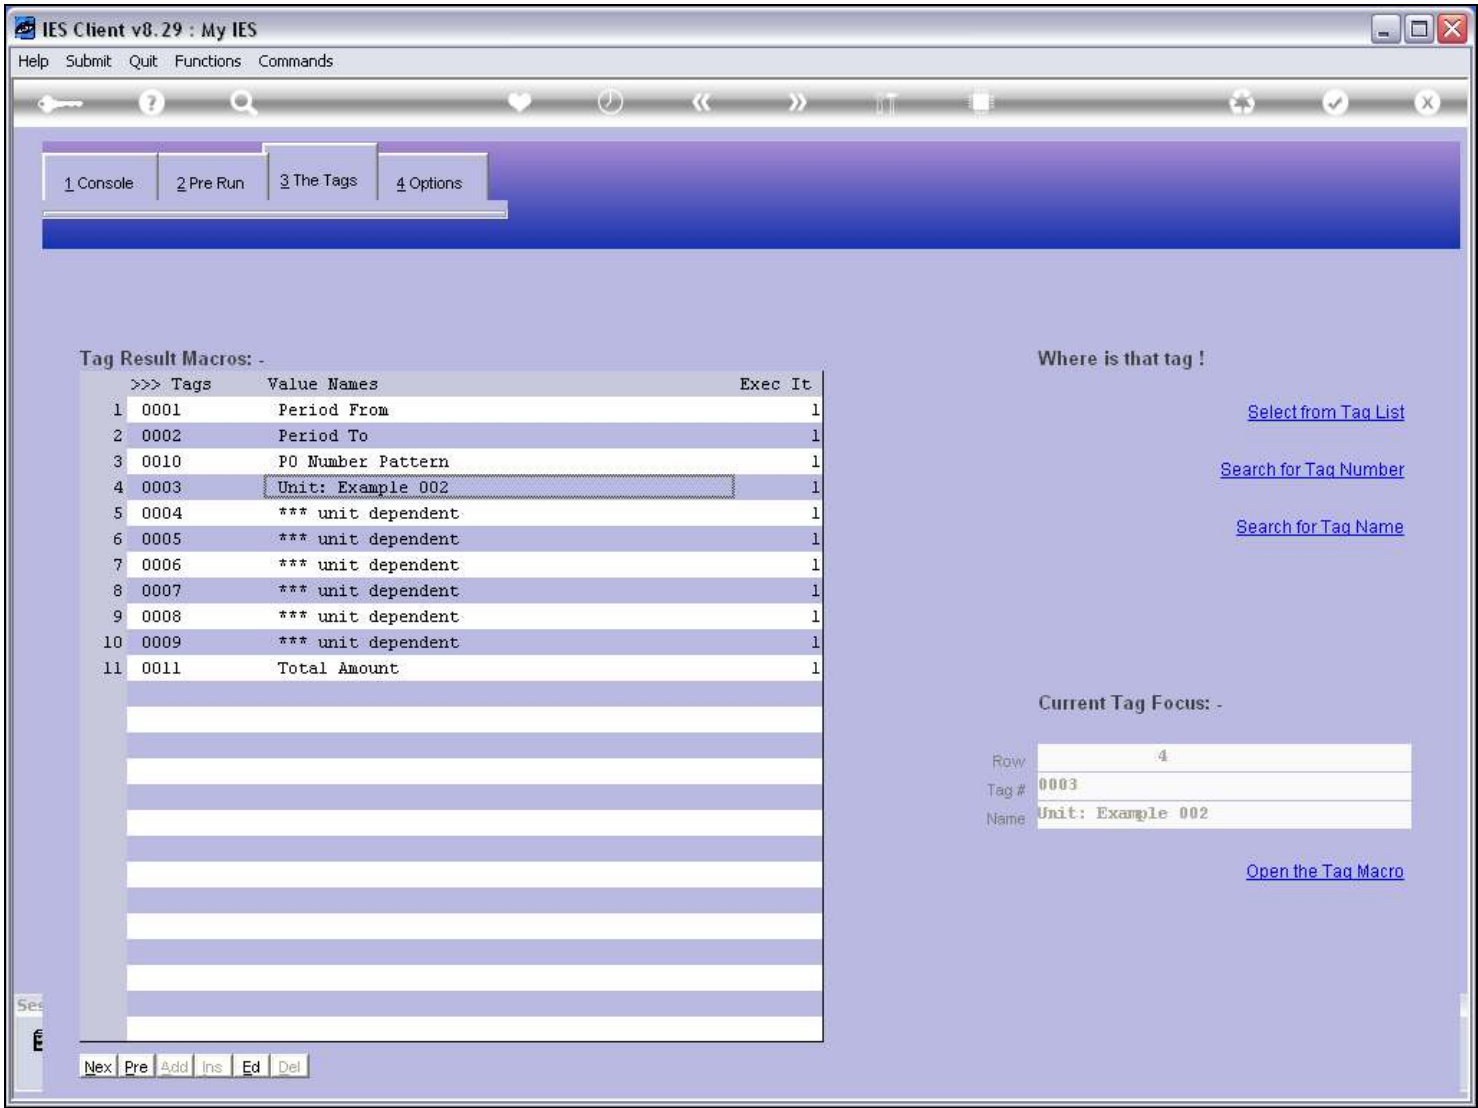 IES Client v8.29 : My IES
Help Submit Quit Functions Commands
1 Console 2 Pre Run 3 The Tags 4 Options
Tag Result Macros: -
>>> Tags Value Names Exec It
1 0001 Period From 1
2 0002 Period To 1
3 0010 PO Number Pattern 1
4 0003 Unit: Example 002 1
5 0004 *** unit dependent 1
6 0005 *** unit dependent 1
7 0006 *** unit dependent 1
8 0007 *** unit dependent 1
9 0008 *** unit dependent 1
10 0009 *** unit dependent 1
11 0011 Total Amount 1
Where is that tag !
Select from Tag List
Search for Tag Number
Search for Tag Name
Current Tag Focus: -
Row 4
Tag # 0003
Name Unit: Example 002
Open the Tag Macro
Ses
Nex Pre Add Ins Ed Del